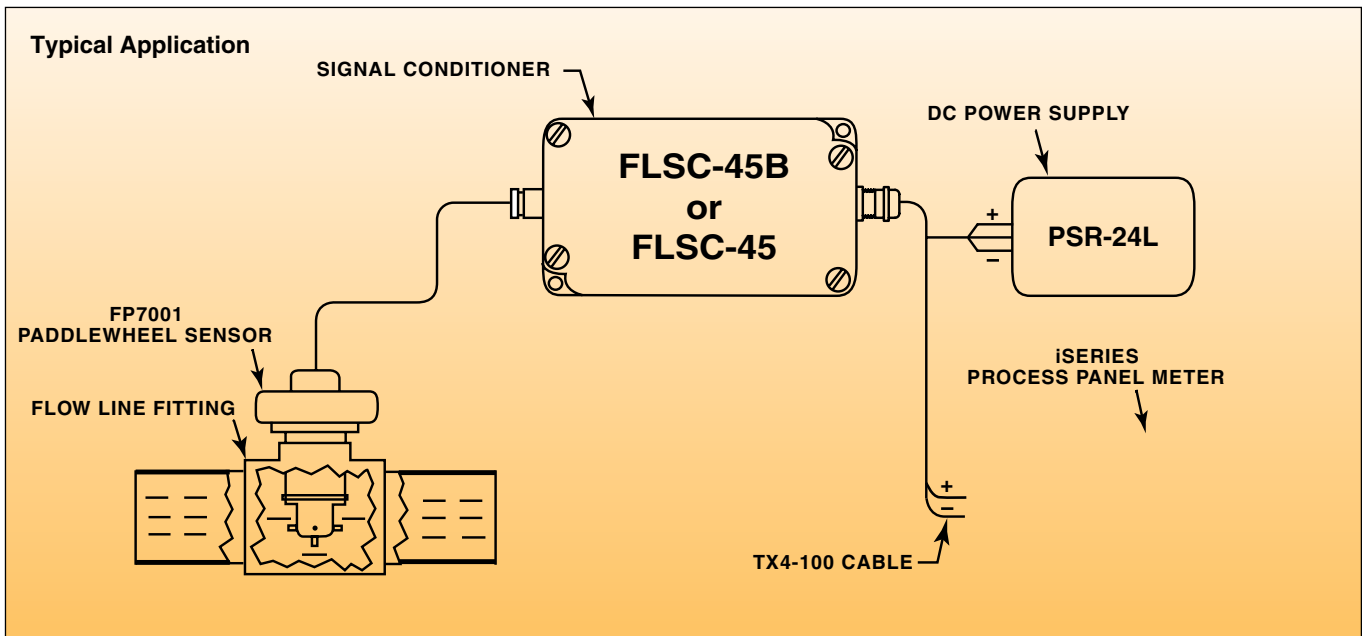 Typical Application
SIGNAL CONDITIONER
DC POWER SUPPLY
FLSC-45B
or
FLSC-45
+
PSR-24L
–
FP7001
PADDLEWHEEL SENSOR
iSERIES
PROCESS PANEL METER
FLOW LINE FITTING
+
–
TX4-100 CABLE